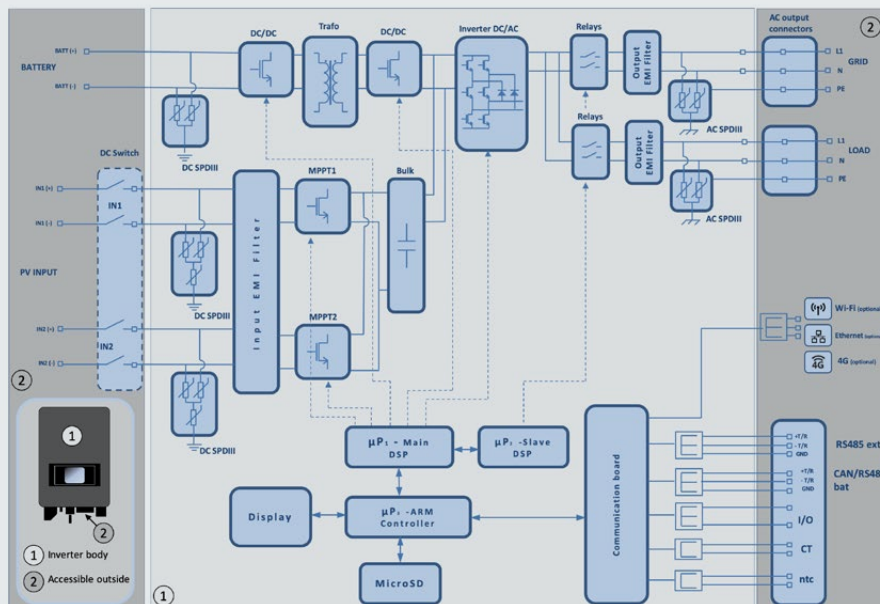 BATTERY
BATT (+)
BATT (-)
DC SPDIII
DC/DC
Trafo
DC/DC
Inverter DC/AC
Relays
Output
EMI Filter
AC SPDIII
AC output
connectors
2
L1
GRID
N
PE
Relays
Output
EMI Filter
AC SPDIII
L1
LOAD
N
PE
DC Switch
IN1 (+)
IN1
IN1 (-)
PV INPUT
IN2 (+)
IN2
IN2 (-)
DC SPDIII
DC SPDIII
Input EMI Filter
MPPT1
MPPT2
Bulk
Wi-Fi (optional)
Ethernet
4G
4G (optional)
µP₁ - Main
DSP
-Slave
DSP
-ARM
Controller
Display
MicroSD
Communication board
+T/R
-T/R
GND
RS485 ext
+T/R
-T/R
GND
CAN/RS48
bat
I/O
CT
ntc
2
1
2
1 Inverter body
2 Accessible outside
1